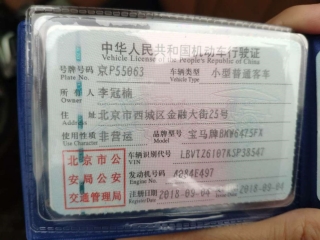 中华人民共和国机动车行驶证
Vehicle License of the People's Republic of China
号牌号码 京P55063 车辆类型 小型普通客车
Plate No. Vehicle Type
所有人 李冠楠
Owner
住址 北京市西城区金融大街25号
Address
使用性质 非营运 品牌型号 宝马牌BMW6475FX
Use Character Model
北京市公安局公安交通管理局
车辆识别代号 LBVTZ6107KSP38547
VIN
发动机号码 4084E497
Engine No.
注册日期 2018-09-04 2018-09-04
Register Date